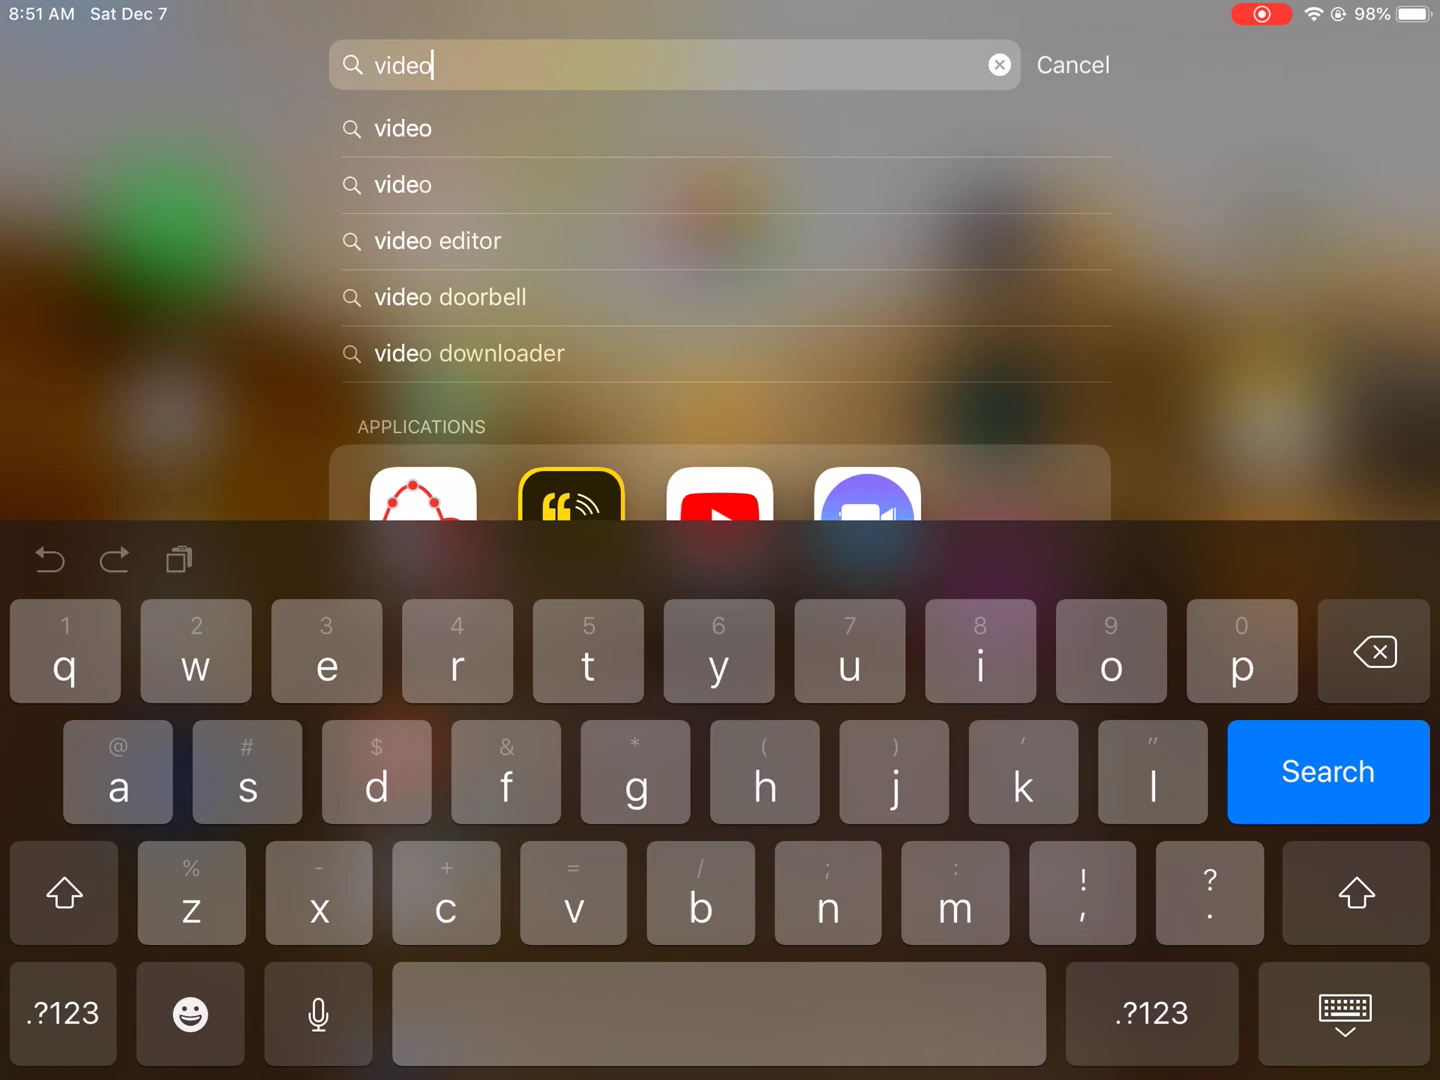 8:51 AM Sat Dec 7 98%
video Cancel
video
video
video editor
video doorbell
video downloader
APPLICATIONS
1 2 3 4 5 6 7 8 9 0
q w e r t y u i o p
@ # $ & * ( ) ' "
a s d f g h j k l Search
% - + = / ; : ! ?
z x c v b n m , .
.?123 .?123